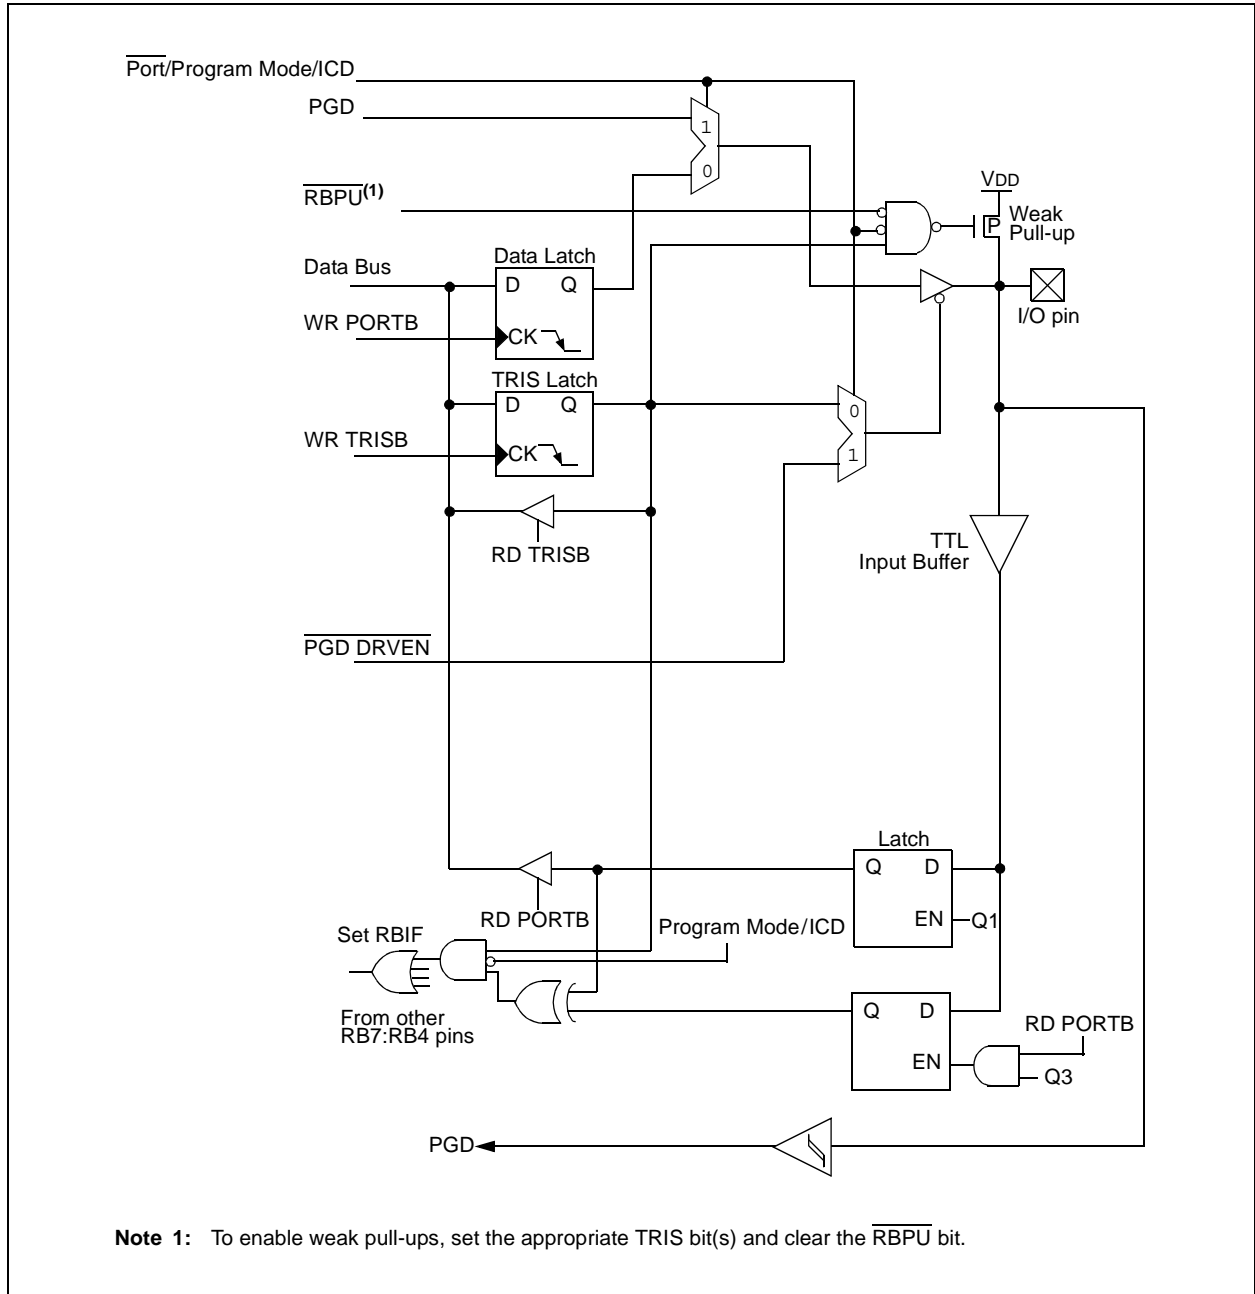 Port/Program Mode/ICD
PGD
1
0
RBPU(1)
VDD
Weak
P
Pull-up
Data Bus
Data Latch
D Q
I/O pin
WR PORTB
CK
TRIS Latch
D Q
0
WR TRISB
CK
1
RD TRISB
TTL
Input Buffer
PGD DRVEN
Latch
Q D
EN
Q1
RD PORTB
Program Mode/ICD
Set RBIF
From other
RB7:RB4 pins
Q D
EN
RD PORTB
Q3
PGD
Note 1: To enable weak pull-ups, set the appropriate TRIS bit(s) and clear the RBPU bit.